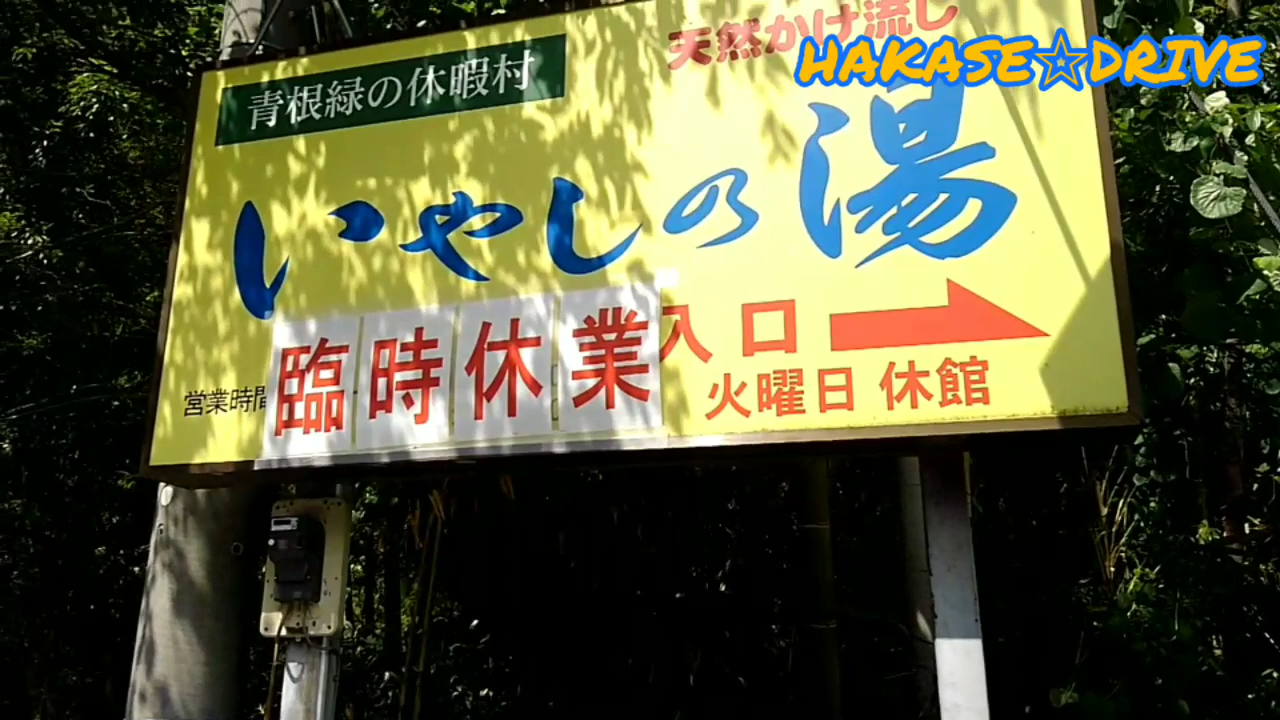 天然かけ流し
HAKASE☆DRIVE
青根緑の休暇村
いやしの湯
臨時休業
入口
営業時間
火曜日 休館